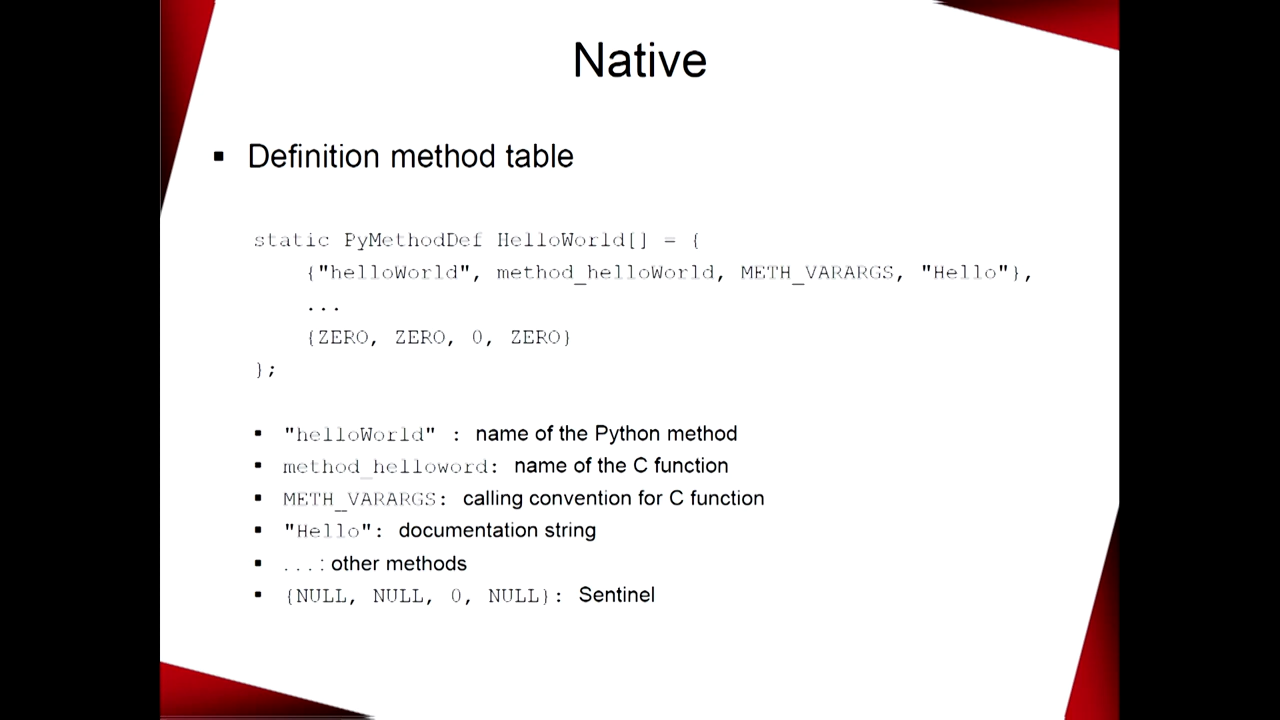 Native
▪ Definition method table
static PyMethodDef HelloWorld[] = {
{"helloWorld", method_helloWorld, METH_VARARGS, "Hello"},
...
{ZERO, ZERO, 0, ZERO}
};
▪ "helloWorld" : name of the Python method
▪ method_helloword: name of the C function
▪ METH_VARARGS: calling convention for C function
▪ "Hello": documentation string
▪ ...: other methods
▪ {NULL, NULL, 0, NULL}: Sentinel